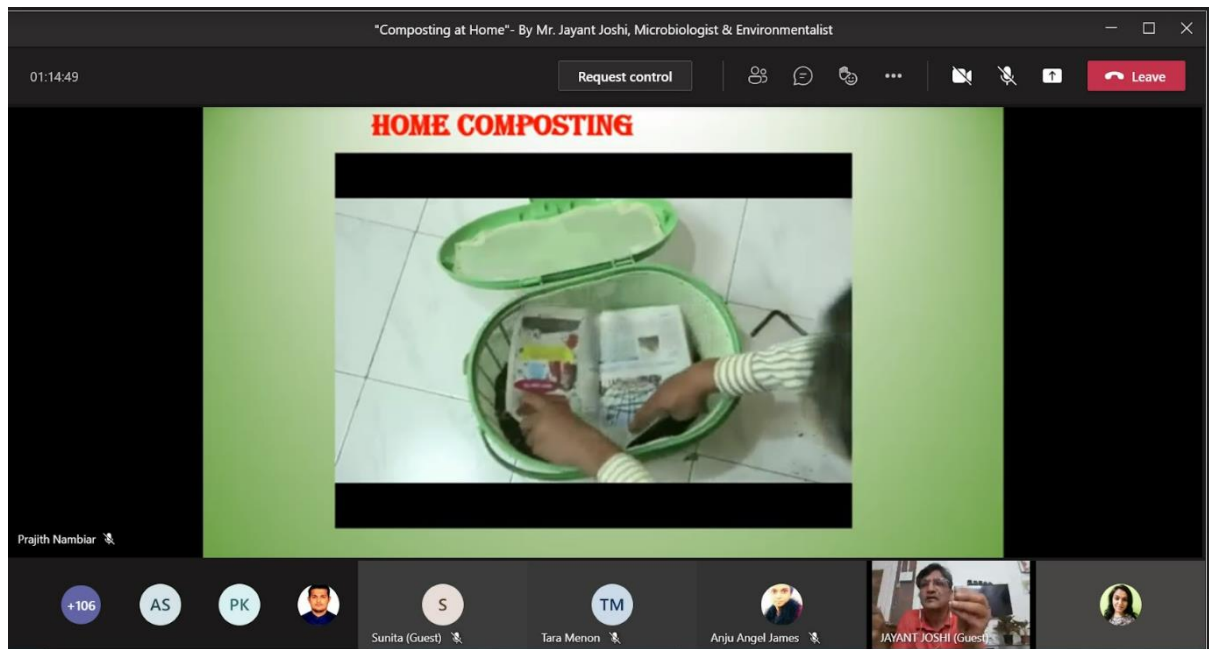 "Composting at Home"- By Mr. Jayant Joshi, Microbiologist & Environmentalist
01:14:49
Request control
Leave
HOME COMPOSTING
Prajith Nambiar
+106
AS
PK
S
Sunita (Guest)
TM
Tara Menon
Anju Angel James
JAYANT JOSHI (Guest)